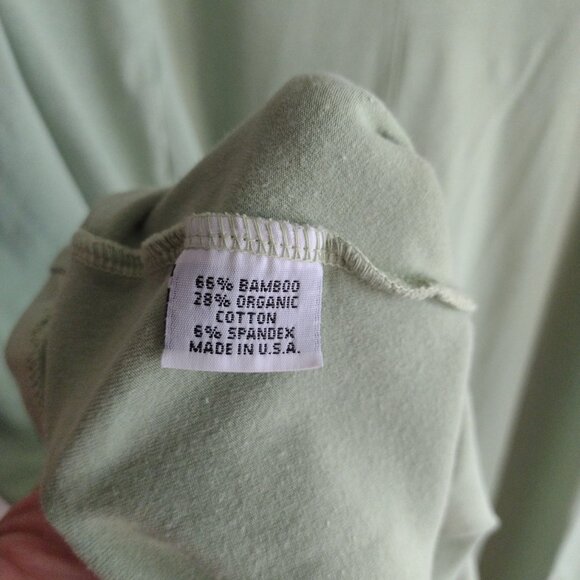 66% BAMBOO
28% ORGANIC
COTTON
6% SPANDEX
MADE IN U.S.A.